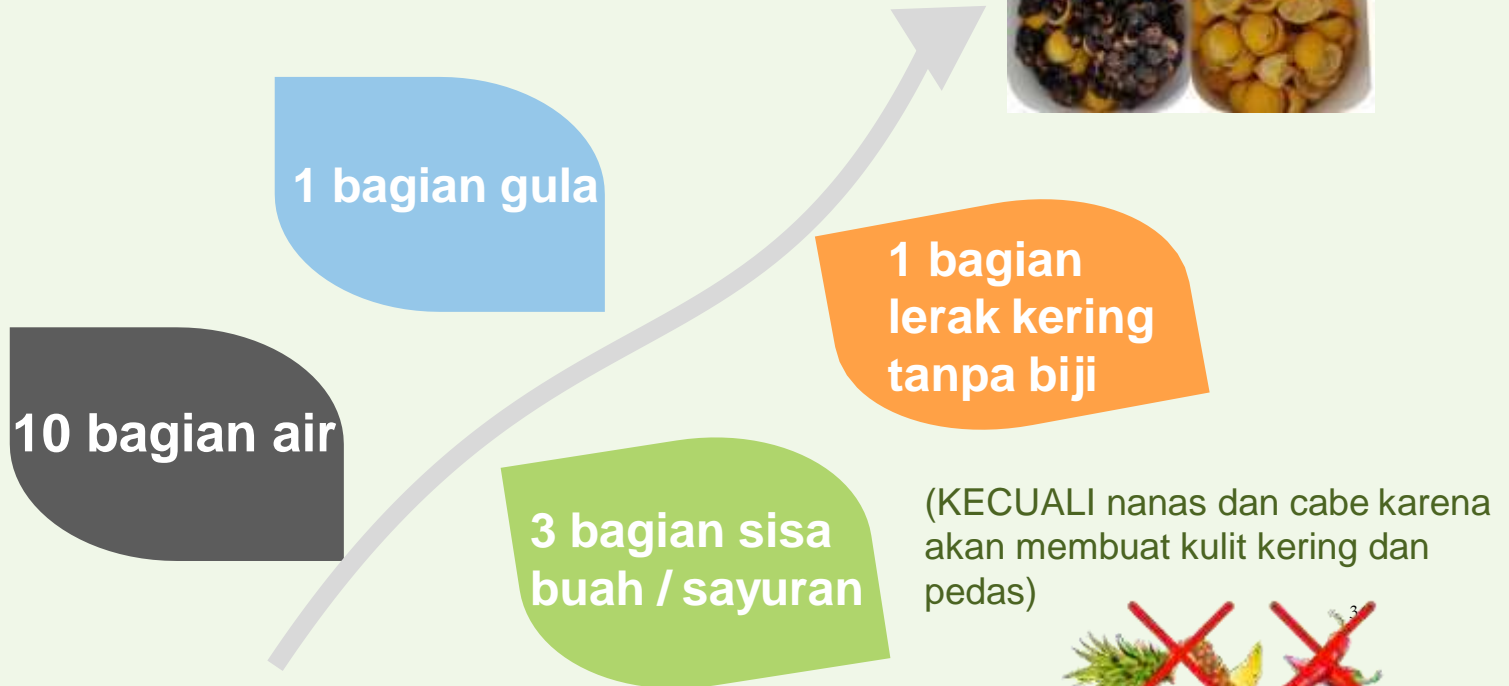 1 bagian gula
1 bagian
lerak kering
tanpa biji
10 bagian air
3 bagian sisa
buah / sayuran
(KECUALI nanas dan cabe karena
akan membuat kulit kering dan
pedas)
3